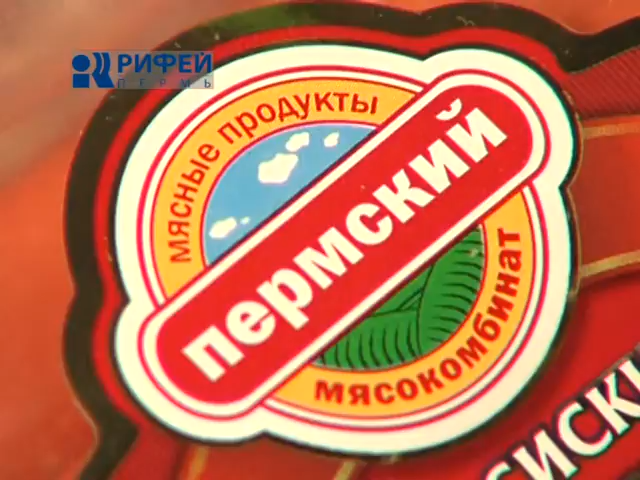 РИФЕЙ
ПЕРМЬ
мясные продукты
пермский
мясокомбинат